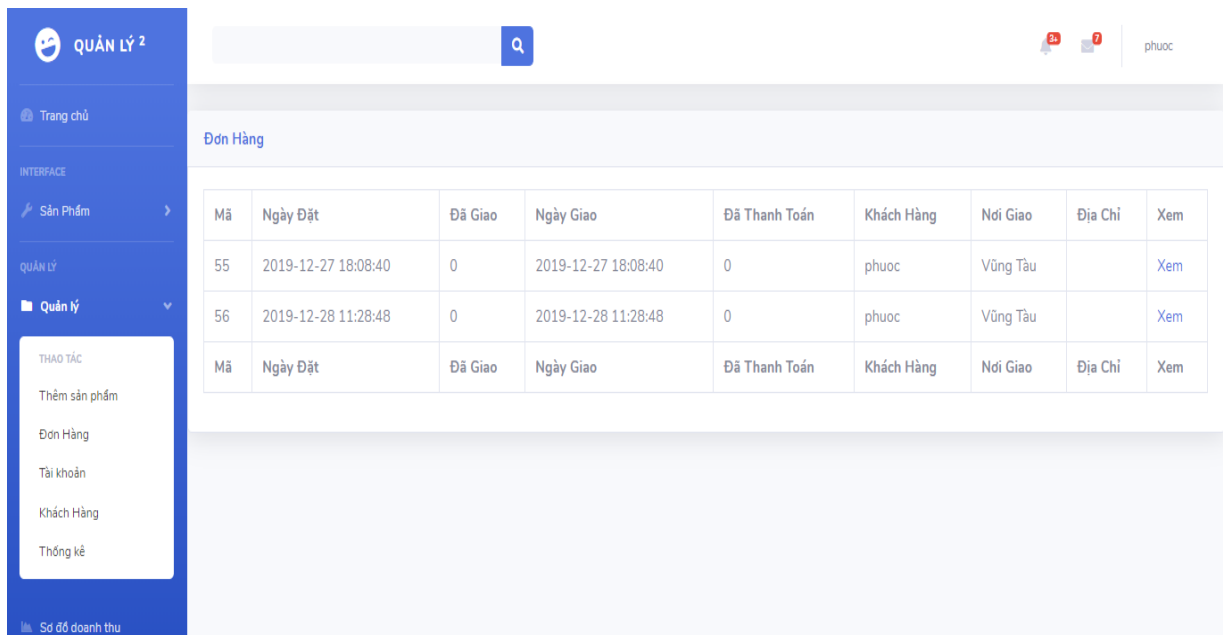 QUẢN LÝ 2
3+
7
phuoc
Trang chủ
INTERFACE
Sản Phẩm
QUẢN LÝ
Quản lý
THAO TÁC
Thêm sản phẩm
Đơn Hàng
Tài khoản
Khách Hàng
Thống kê
Sơ đồ doanh thu
Đơn Hàng
Mã Ngày Đặt Đã Giao Ngày Giao Đã Thanh Toán Khách Hàng Nơi Giao Địa Chỉ Xem
55 2019-12-27 18:08:40 0 2019-12-27 18:08:40 0 phuoc Vũng Tàu Xem
56 2019-12-28 11:28:48 0 2019-12-28 11:28:48 0 phuoc Vũng Tàu Xem
Mã Ngày Đặt Đã Giao Ngày Giao Đã Thanh Toán Khách Hàng Nơi Giao Địa Chỉ Xem